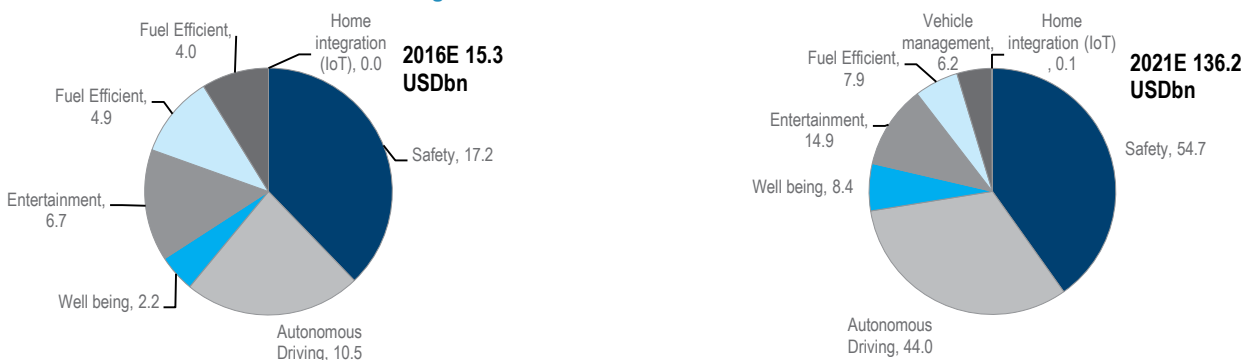 Home
integration
(IoT), 0.0
Fuel Efficient,
4.0
2016E 15.3
USDbn
Fuel Efficient,
4.9
Safety, 17.2
Entertainment,
6.7
Well being, 2.2
Autonomous
Driving, 10.5
Vehicle
management,
6.2
Home
integration (IoT)
, 0.1
2021E 136.2
USDbn
Fuel Efficient,
7.9
Entertainment,
14.9
Safety, 54.7
Well being, 8.4
Autonomous
Driving, 44.0